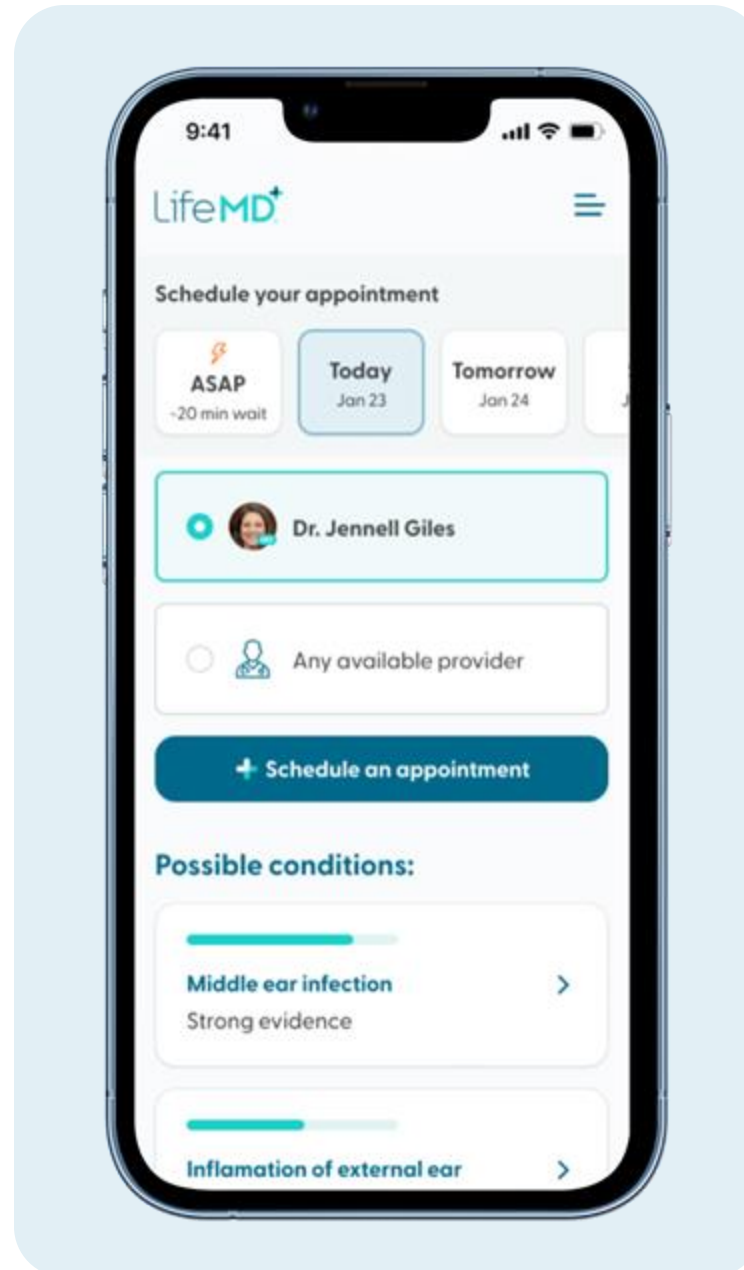 9:41
LifeMD
Schedule your appointment
ASAP
~20 min wait
Today
Jan 23
Tomorrow
Jan 24
Dr. Jennell Giles
Any available provider
Schedule an appointment
Possible conditions:
Middle ear infection
Strong evidence
Inflamation of external ear